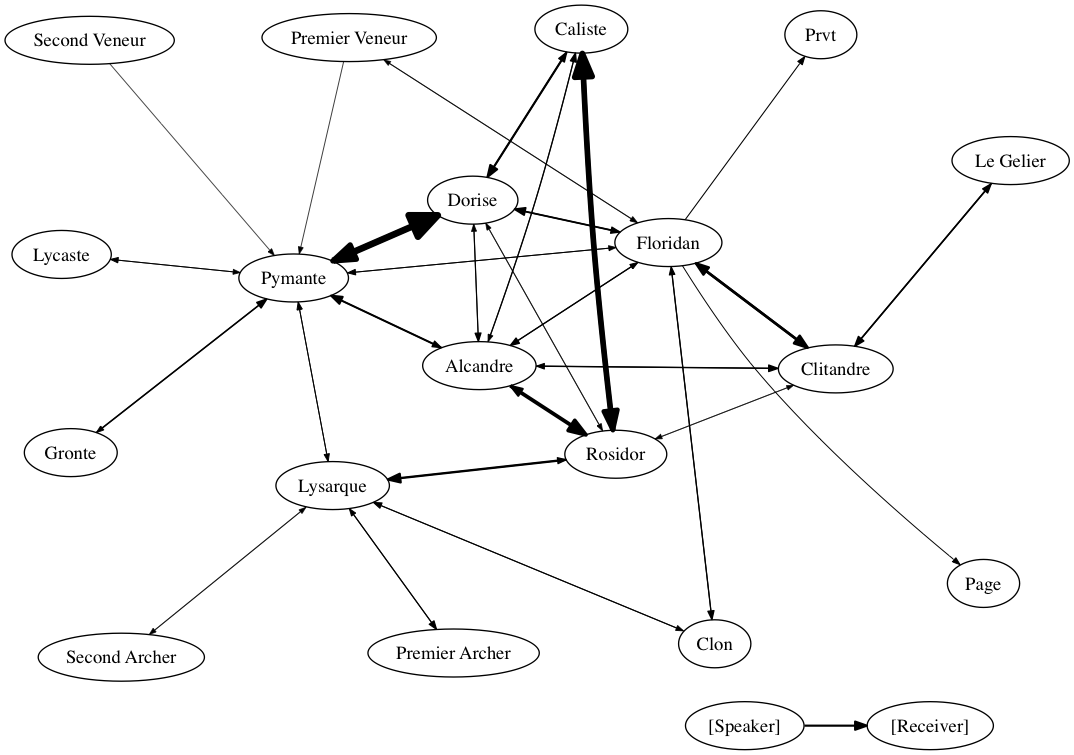 Second Veneur
Premier Veneur
Caliste
Prvt
Le Gelier
Dorise
Floridan
Lycaste
Pymante
Alcandre
Clitandre
Gronte
Rosidor
Lysarque
Page
Second Archer
Premier Archer
Clon
[Speaker]
[Receiver]